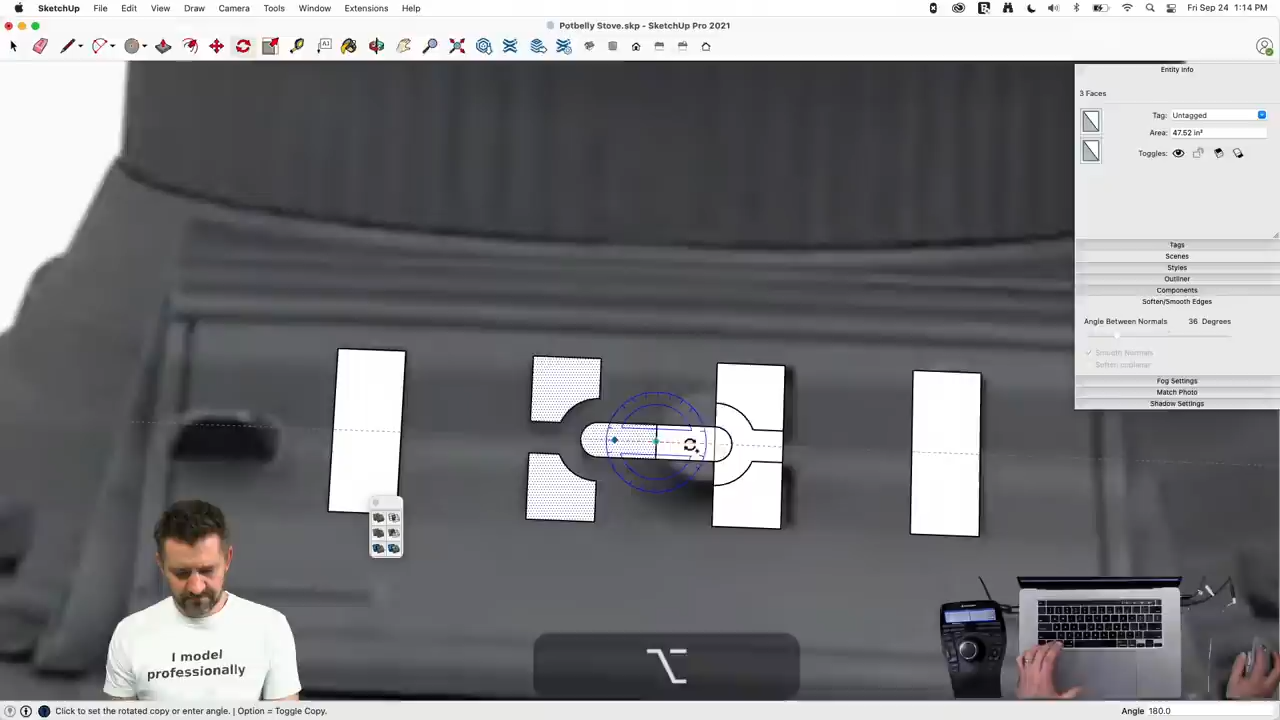 SketchUp File Edit View Draw Camera Tools Window Extensions Help Fri Sep 24 1:14 PM
Potbelly Stove.skp - SketchUp Pro 2021
Entity Info
3 Faces
Tag: Untagged
Area: 47.52 in²
Toggles:
Tags
Scenes
Styles
Outliner
Components
Soften/Smooth Edges
Angle Between Normals 36 Degrees
Smooth Normals
Soften coplanar
Fog Settings
Match Photo
Shadow Settings
I model
professionally
⌥
Click to set the rotated copy or enter angle. | Option = Toggle Copy. Angle 180.0